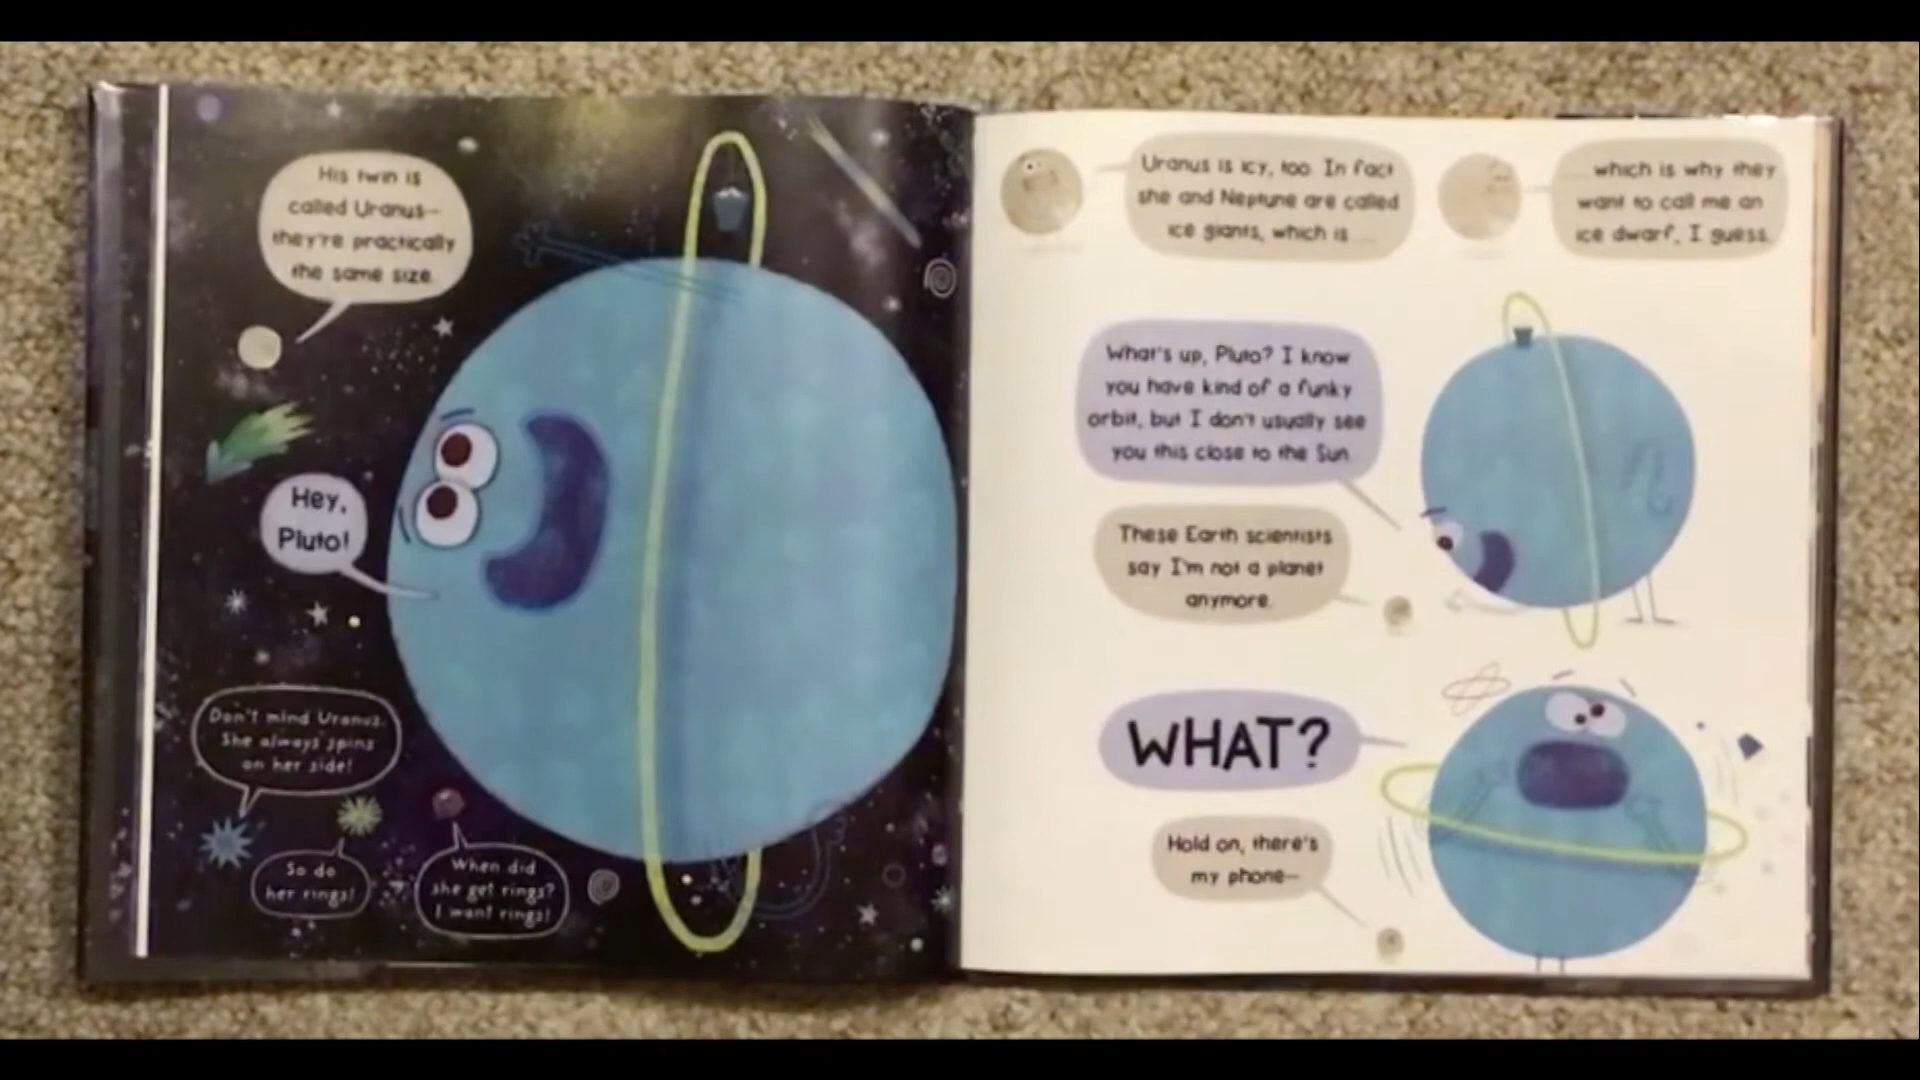 His twin is
called Uranus—
they're practically
the same size.
Hey,
Pluto!
Don't mind Uranus.
She always spins
on her side!
So do
her rings!
When did
she get rings?
I want rings!
Uranus is icy, too. In fact
she and Neptune are called
ice giants, which is . . .
. . . which is why they
want to call me an
ice dwarf, I guess.
What's up, Pluto? I know
you have kind of a funky
orbit, but I don't usually see
you this close to the Sun.
These Earth scientists
say I'm not a planet
anymore.
WHAT?
Hold on, there's
my phone—